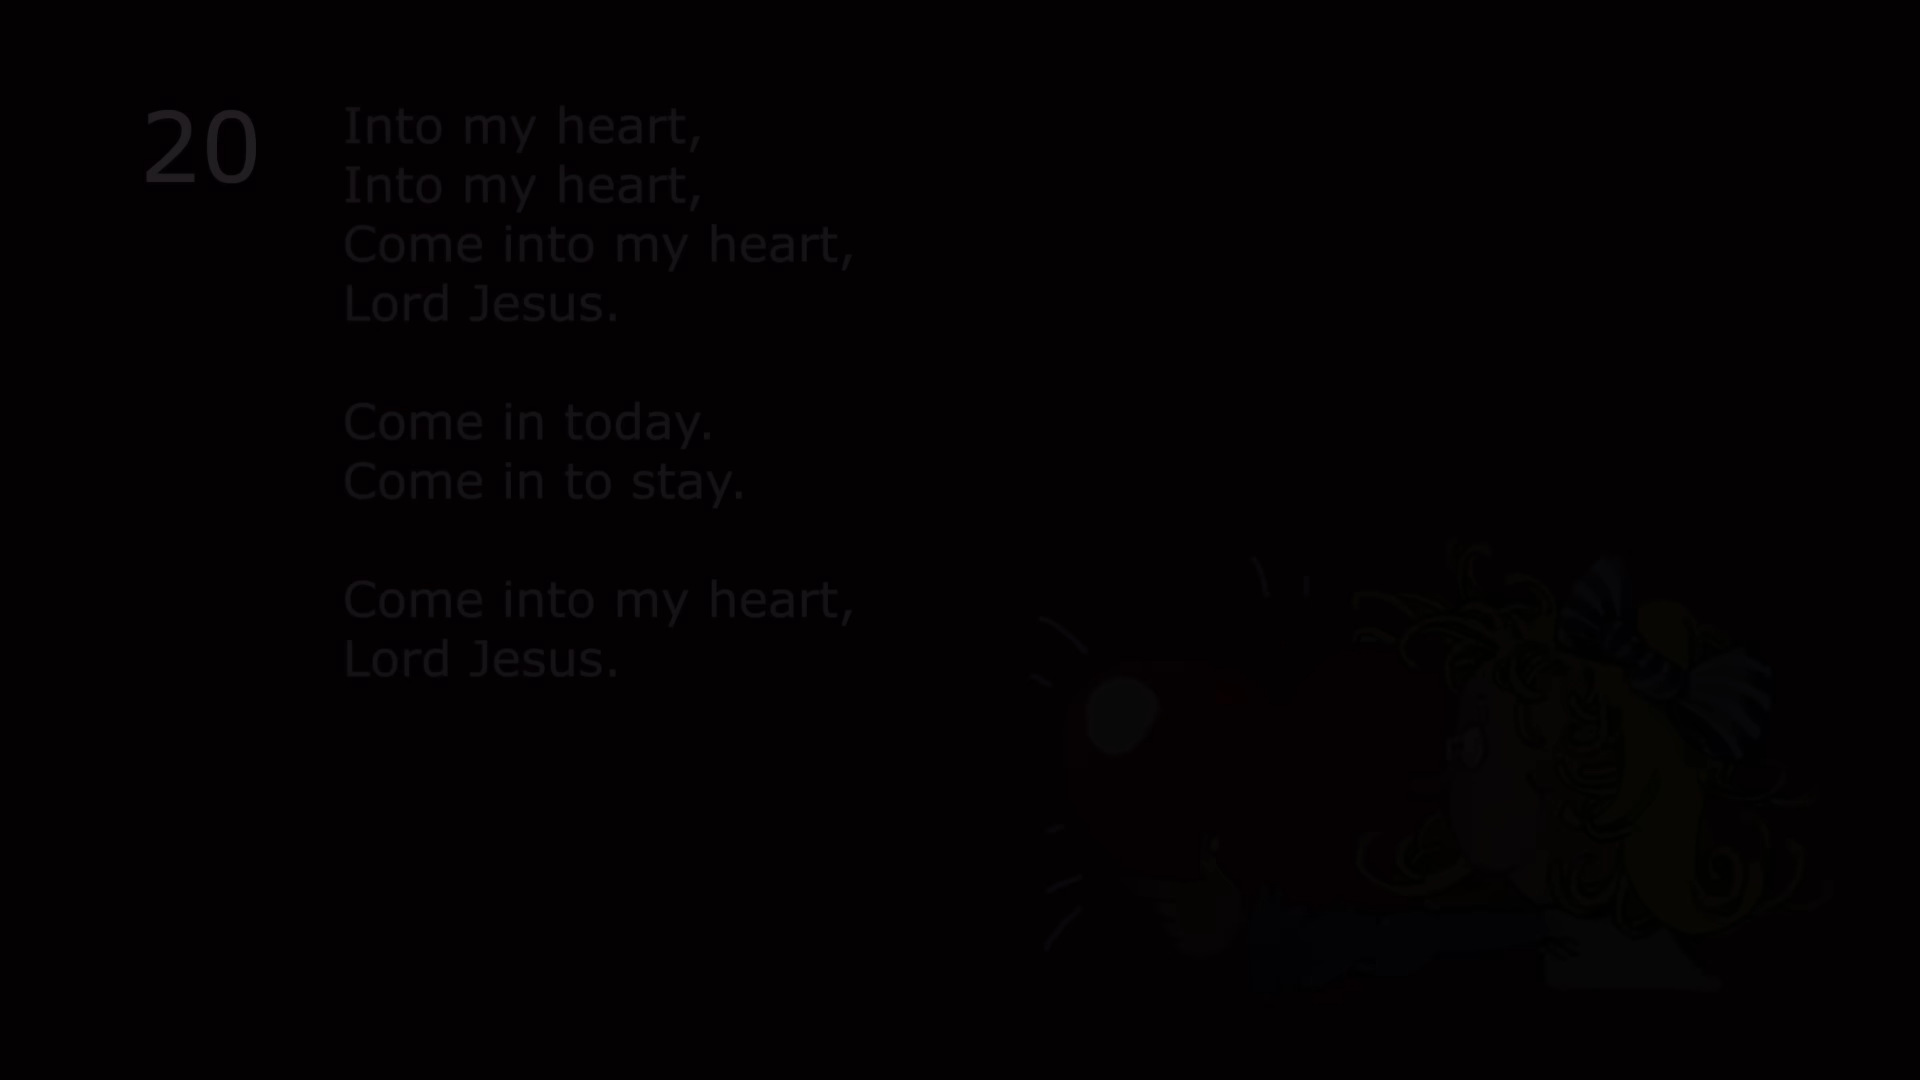 20
Into my heart,
Into my heart,
Come into my heart,
Lord Jesus.
Come in today.
Come in to stay.
Come into my heart,
Lord Jesus.